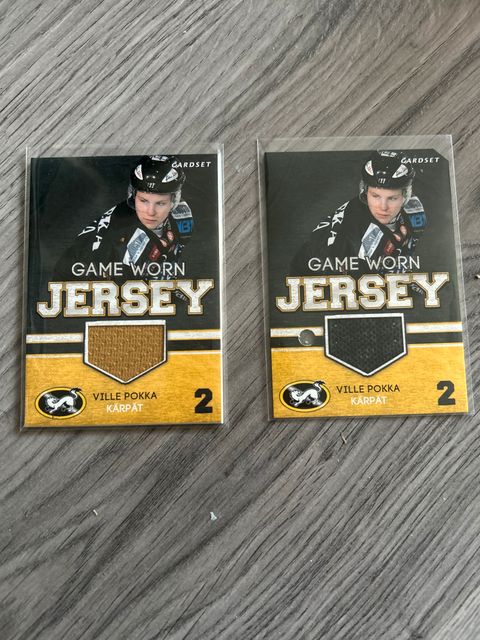 CARDSET
GAME WORN
JERSEY
VILLE POKKA
KÄRPÄT
2
CARDSET
GAME WORN
JERSEY
VILLE POKKA
KÄRPÄT
2